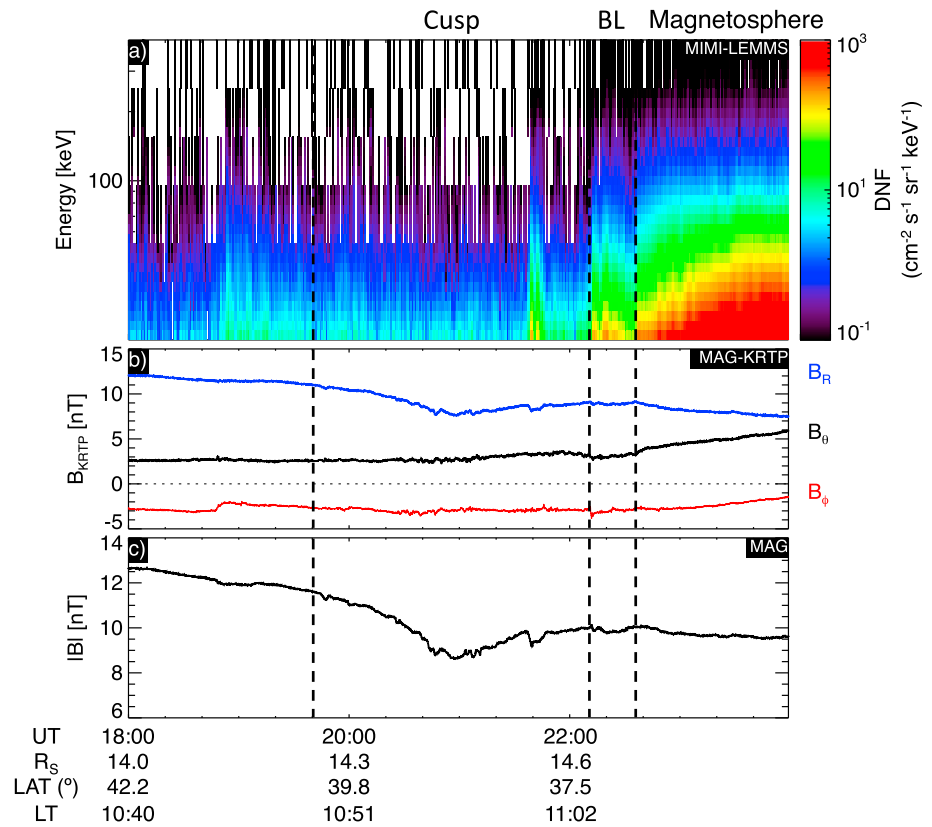 Cusp BL Magnetosphere
a) MIMI-LEMMS
Energy [keV]
100
10³
10¹
10⁻¹
DNF
(cm⁻² s⁻¹ sr⁻¹ keV⁻¹)
b) MAG-KRTP
B_KRTP [nT]
15
10
5
0
-5
B_R
B_θ
B_φ
c) MAG
|B| [nT]
14
12
10
8
6
UT 18:00 20:00 22:00
R_S 14.0 14.3 14.6
LAT (º) 42.2 39.8 37.5
LT 10:40 10:51 11:02